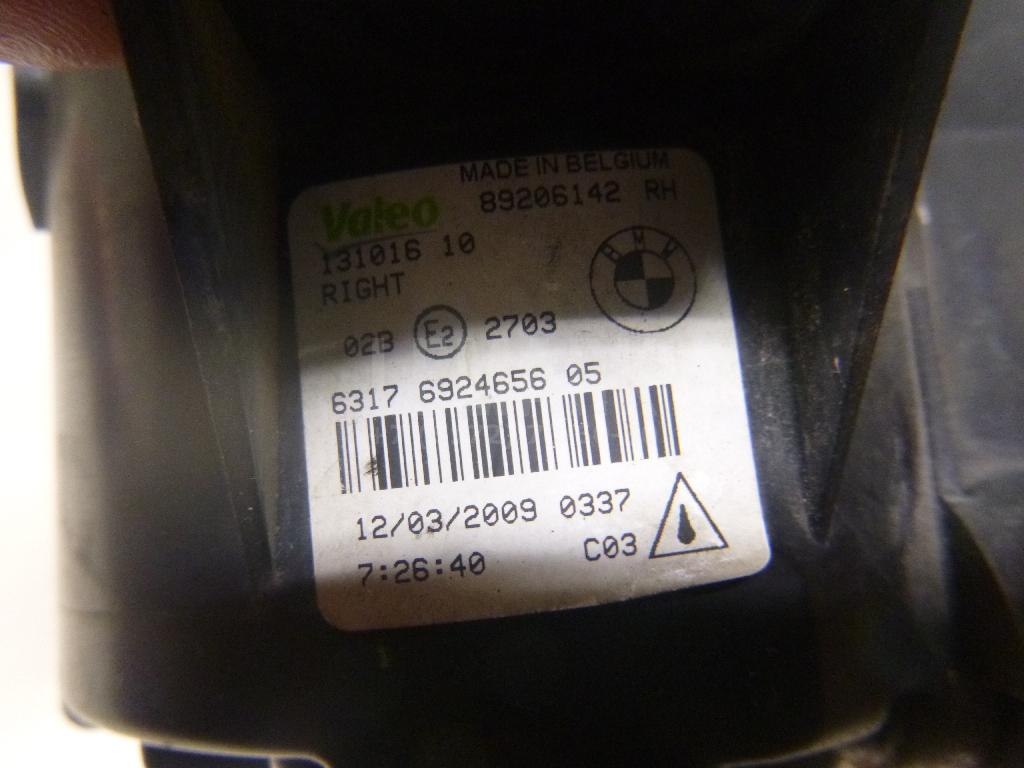 MADE IN BELGIUM
Valeo 89206142 RH
131016 10
RIGHT
BMW
02B E2 2703
6317 6924656 05
12/03/2009 0337
7:26:40 C03